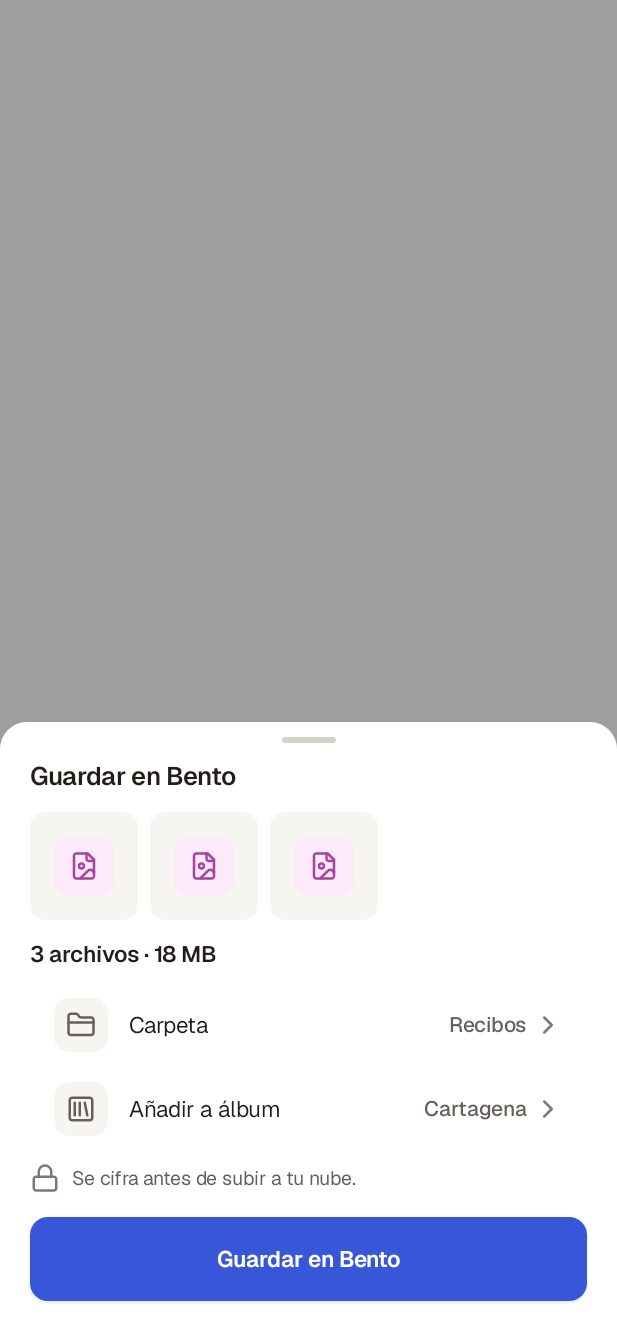 Guardar en Bento
3 archivos · 18 MB
Carpeta Recibos
Añadir a álbum Cartagena
Se cifra antes de subir a tu nube.
Guardar en Bento